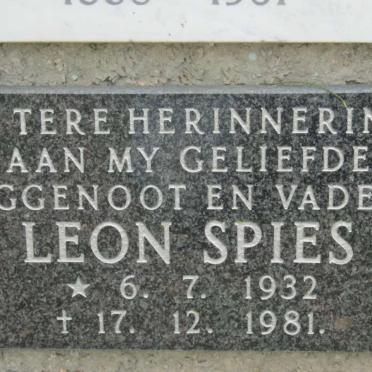 TERE HERINNERIN
AAN MY GELIEFDE
GGENOOT EN VADE
LEON SPIES
★ 6. 7. 1932
† 17. 12. 1981.